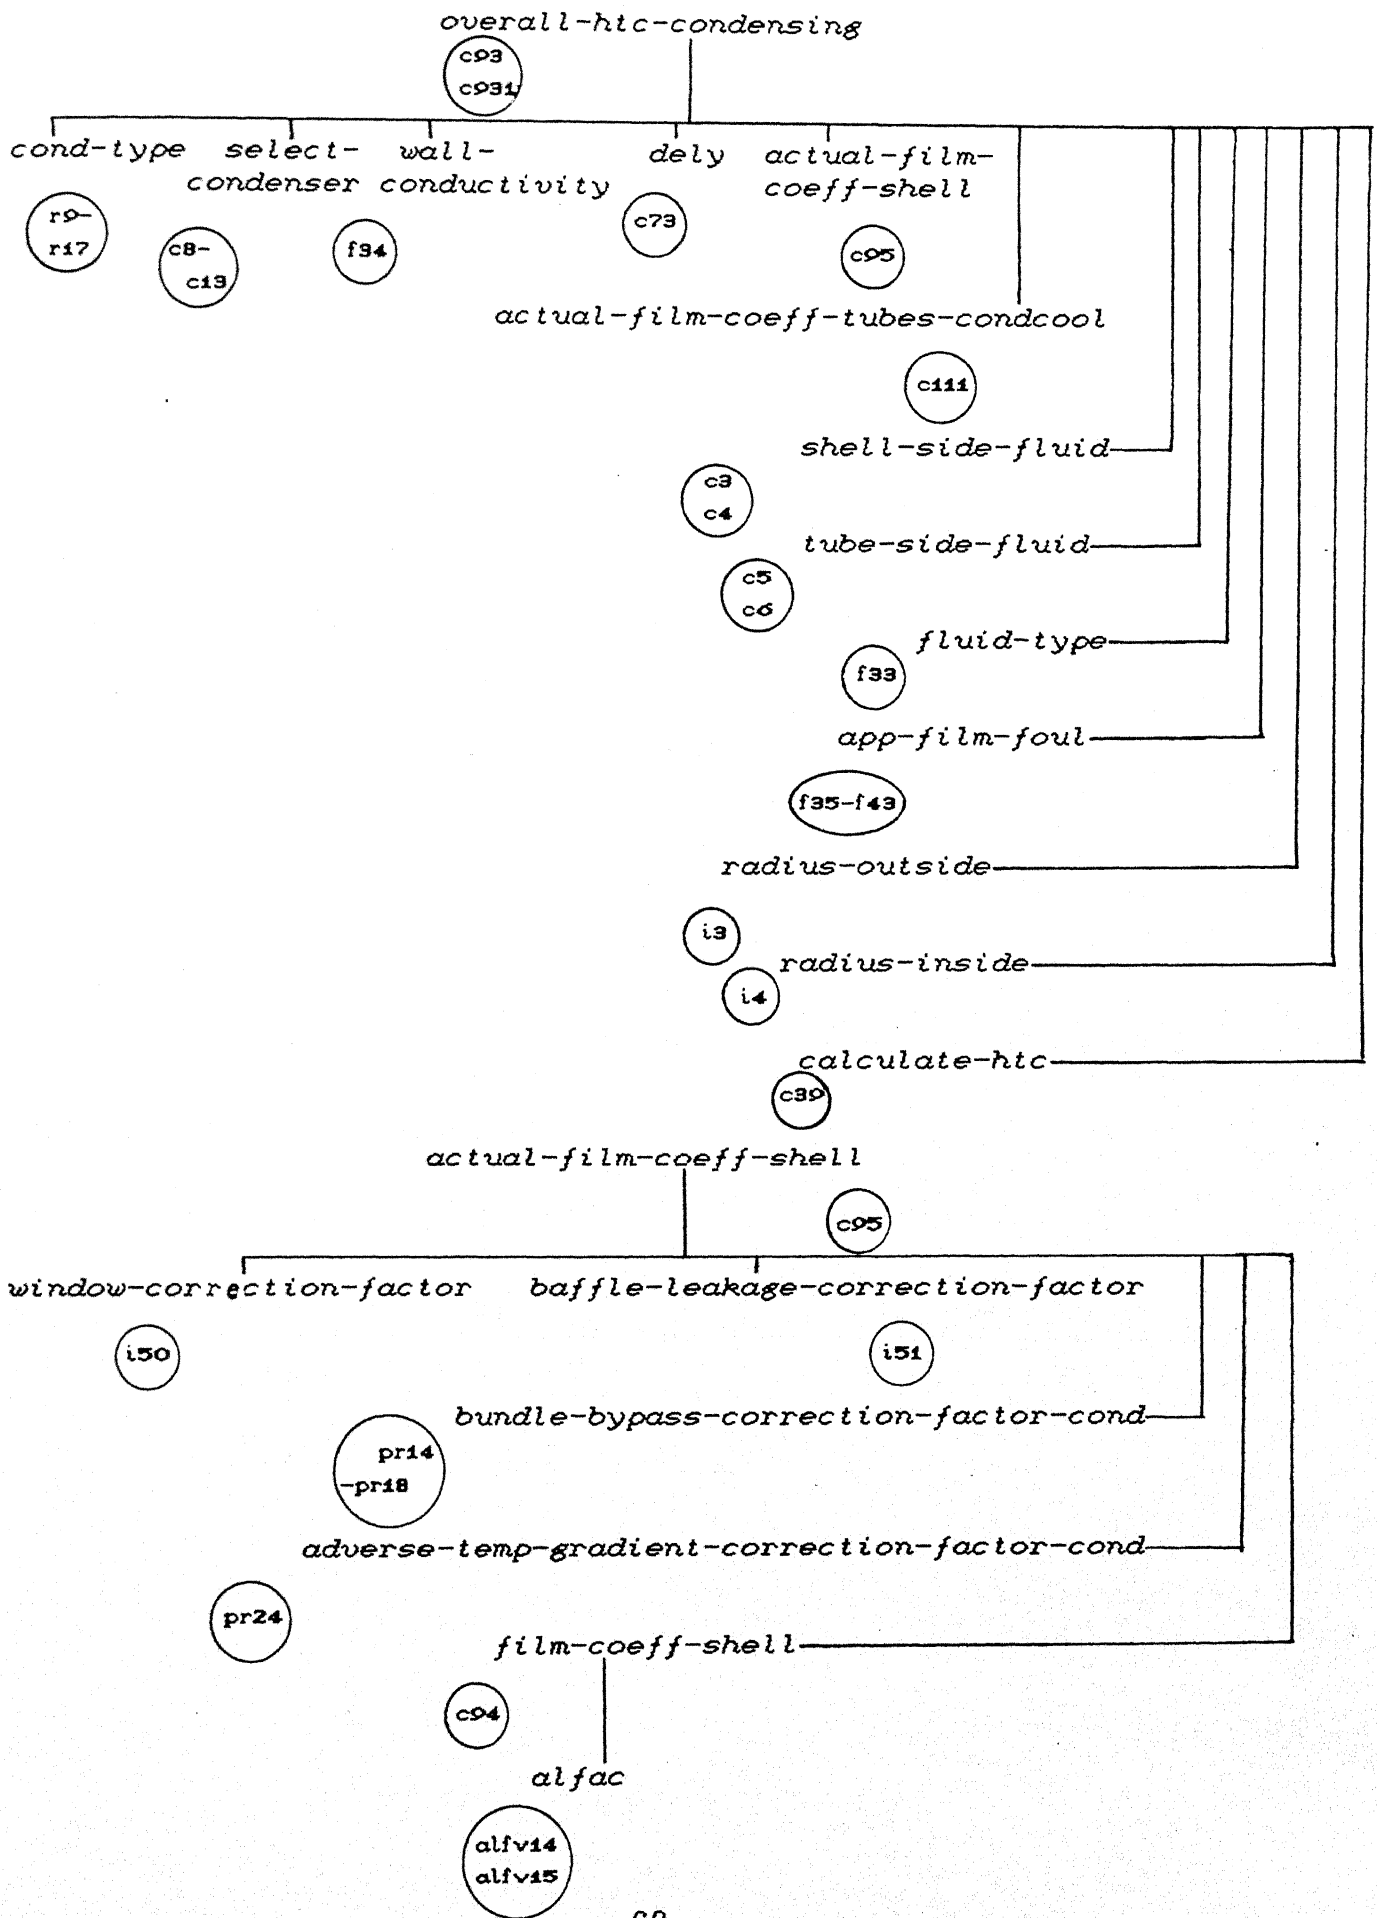 overall-htc-condensing
c93
c931
cond-type select- wall- dely actual-film-
condenser conductivity coeff-shell
r9-
r17
c8-
c13
f34
c73
c95
actual-film-coeff-tubes-condcool
c111
shell-side-fluid
c3
c4
tube-side-fluid
c5
c6
fluid-type
f33
app-film-foul
f35-f43
radius-outside
i3
radius-inside
i4
calculate-htc
c39
actual-film-coeff-shell
c95
window-correction-factor baffle-leakage-correction-factor
i50
i51
bundle-bypass-correction-factor-cond
pr14
-pr18
adverse-temp-gradient-correction-factor-cond
pr24
film-coeff-shell
c94
alfac
alfv14
alfv15